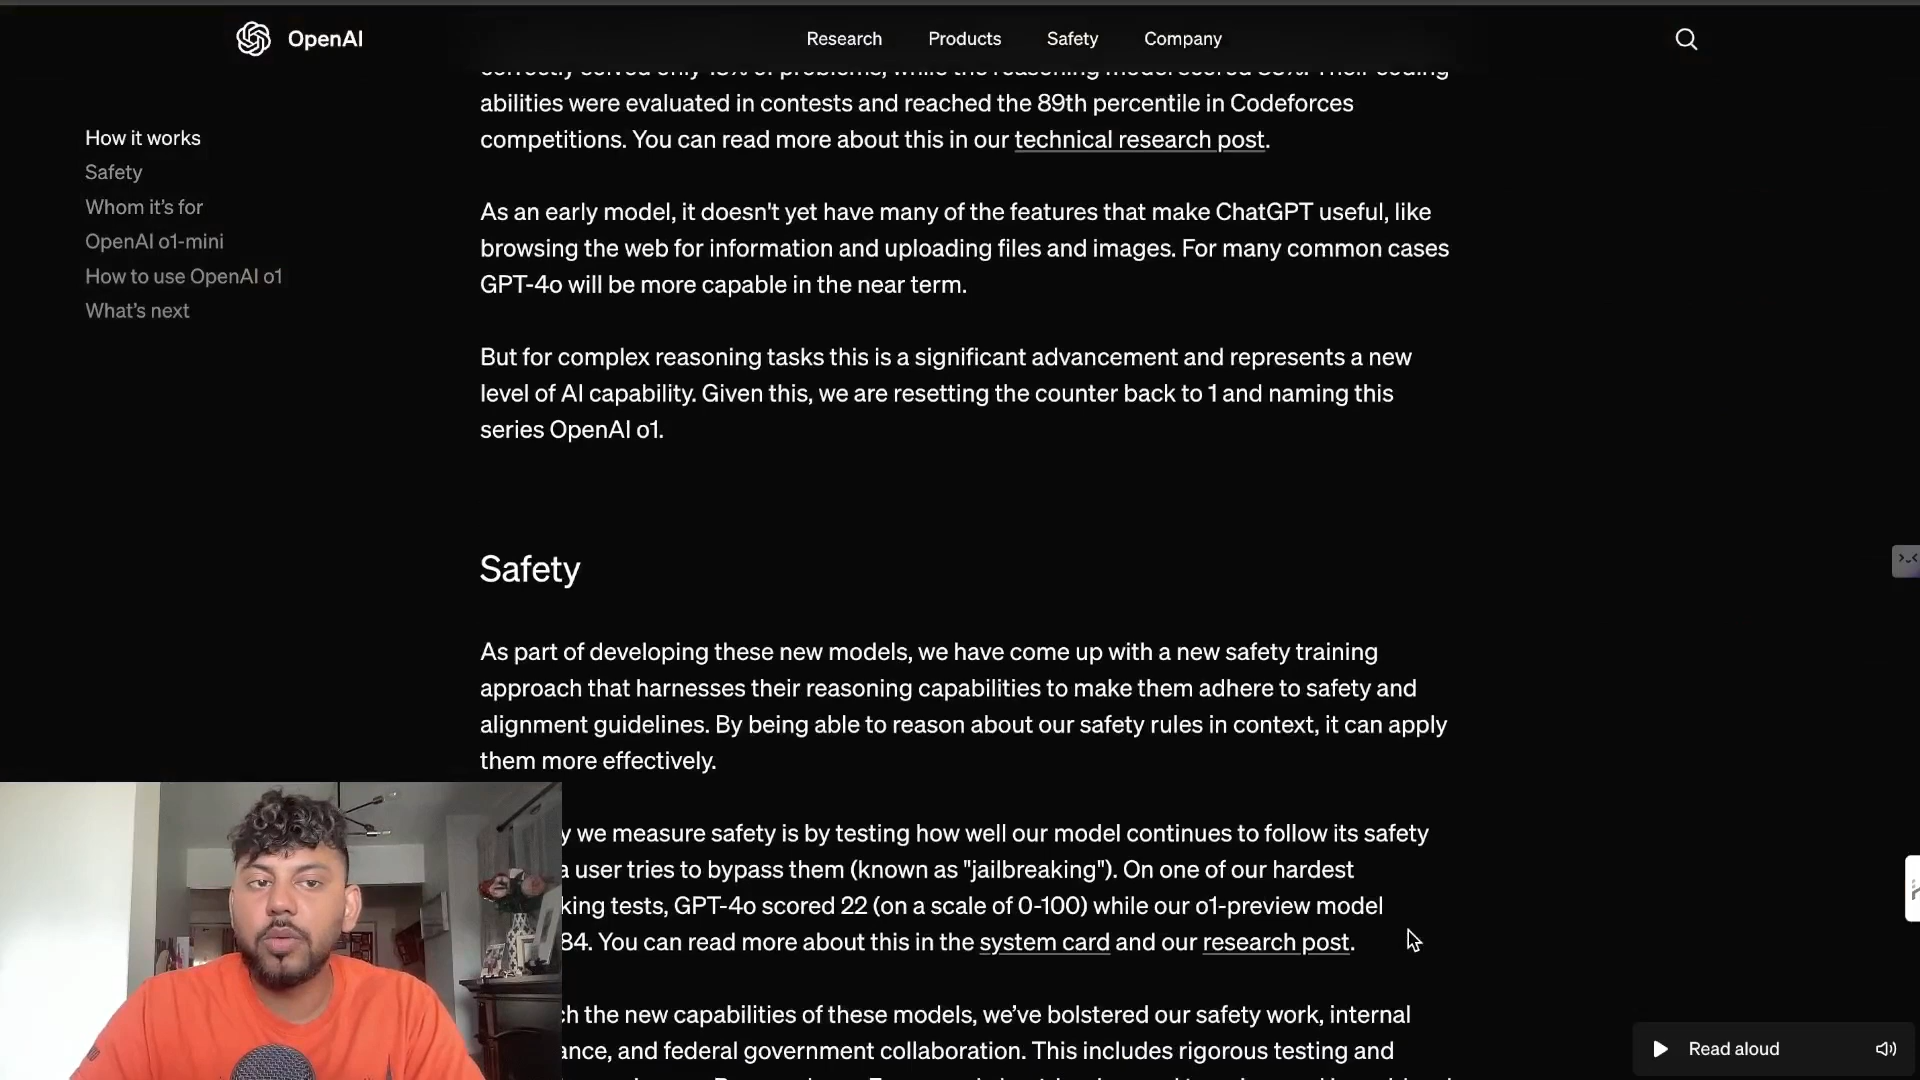 OpenAI
Research
Products
Safety
Company
How it works
Safety
Whom it's for
OpenAI o1-mini
How to use OpenAI o1
What's next
abilities were evaluated in contests and reached the 89th percentile in Codeforces
competitions. You can read more about this in our technical research post.
As an early model, it doesn't yet have many of the features that make ChatGPT useful, like
browsing the web for information and uploading files and images. For many common cases
GPT-4o will be more capable in the near term.
But for complex reasoning tasks this is a significant advancement and represents a new
level of AI capability. Given this, we are resetting the counter back to 1 and naming this
series OpenAI o1.
Safety
As part of developing these new models, we have come up with a new safety training
approach that harnesses their reasoning capabilities to make them adhere to safety and
alignment guidelines. By being able to reason about our safety rules in context, it can apply
them more effectively.
y we measure safety is by testing how well our model continues to follow its safety
a user tries to bypass them (known as "jailbreaking"). On one of our hardest
king tests, GPT-4o scored 22 (on a scale of 0-100) while our o1-preview model
84. You can read more about this in the system card and our research post.
ch the new capabilities of these models, we've bolstered our safety work, internal
ance, and federal government collaboration. This includes rigorous testing and
Read aloud